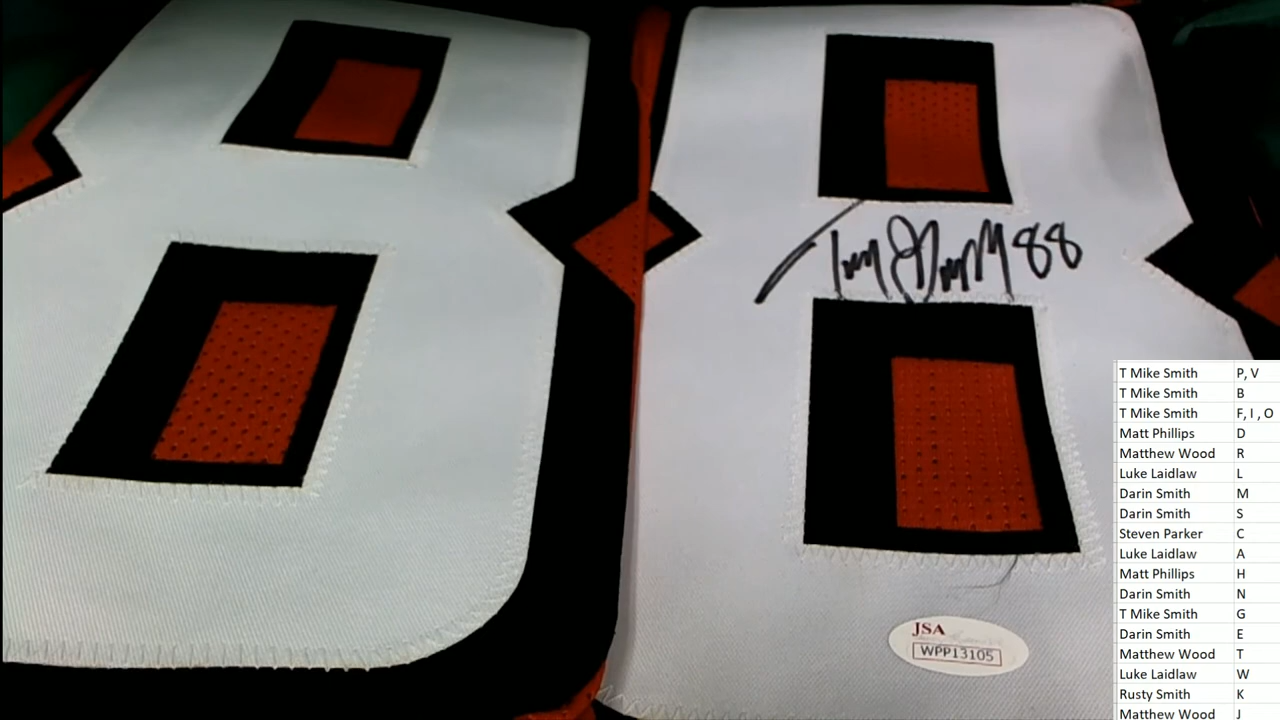 88
88
JSA
WPP13105
T Mike Smith P, V
T Mike Smith B
T Mike Smith F, I , O
Matt Phillips D
Matthew Wood R
Luke Laidlaw L
Darin Smith M
Darin Smith S
Steven Parker C
Luke Laidlaw A
Matt Phillips H
Darin Smith N
T Mike Smith G
Darin Smith E
Matthew Wood T
Luke Laidlaw W
Rusty Smith K
Matthew Wood J